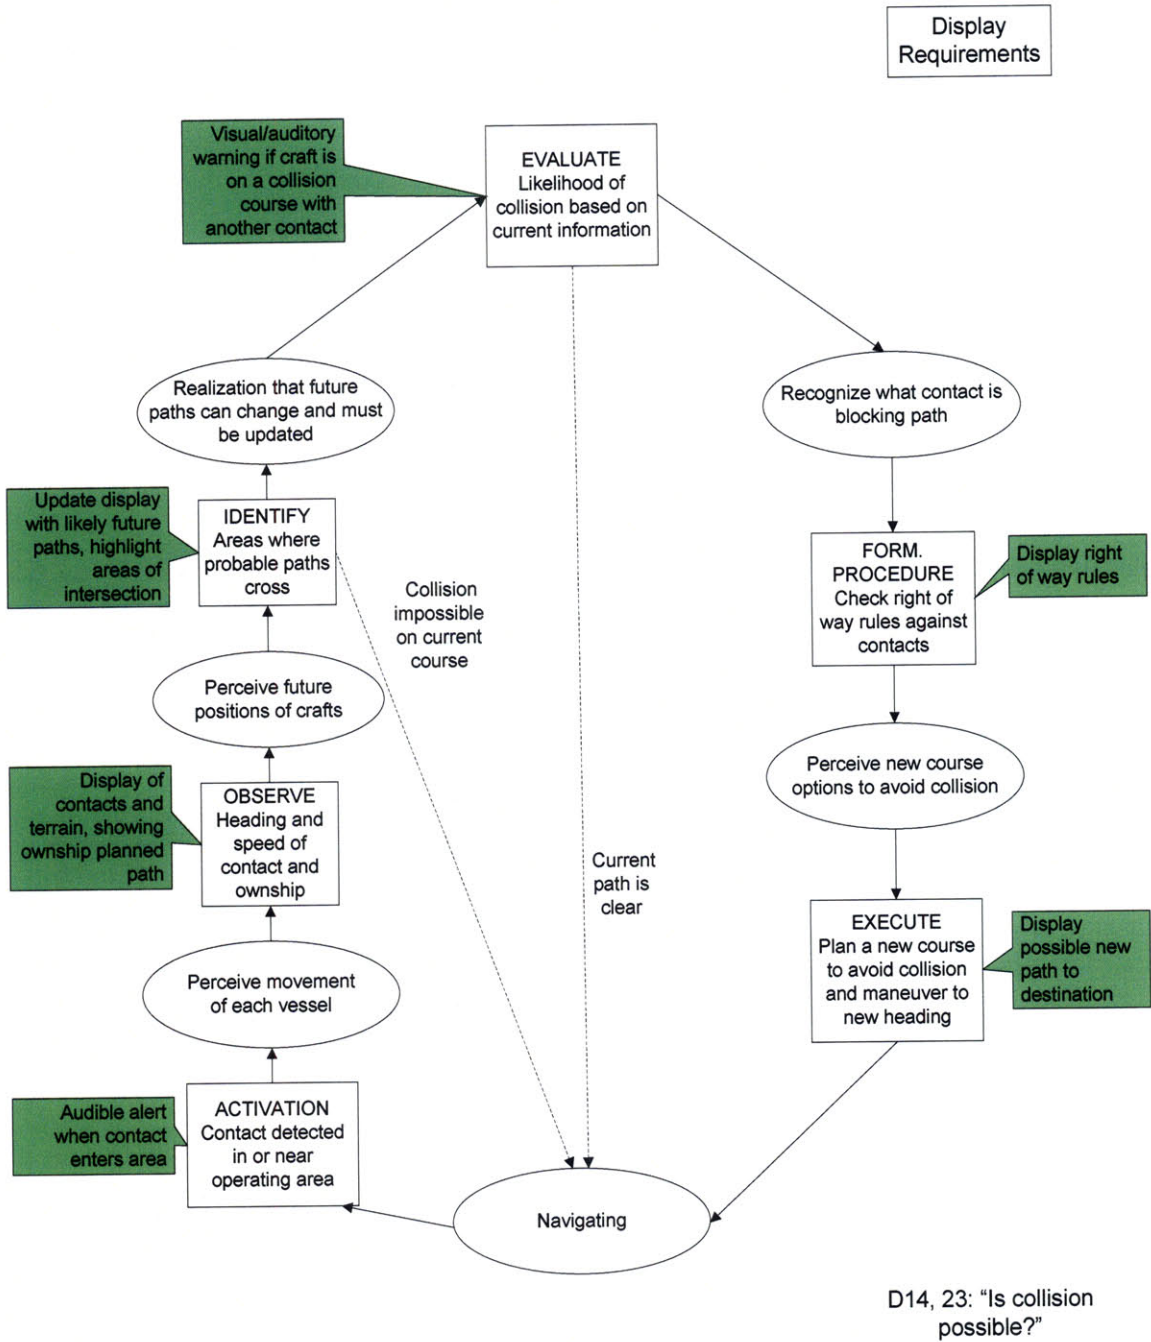 Display
Requirements
Visual/auditory
warning if craft is
on a collision
course with
another contact
EVALUATE
Likelihood of
collision based on
current information
Realization that future
paths can change and must
be updated
Recognize what contact is
blocking path
Update display
with likely future
paths, highlight
areas of
intersection
IDENTIFY
Areas where
probable paths
cross
Collision
impossible
on current
course
FORM.
PROCEDURE
Check right of
way rules against
contacts
Display right
of way rules
Perceive future
positions of crafts
Perceive new course
options to avoid collision
Display of
contacts and
terrain, showing
ownship planned
path
OBSERVE
Heading and
speed of
contact and
ownship
Current
path is
clear
EXECUTE
Plan a new course
to avoid collision
and maneuver to
new heading
Display
possible new
path to
destination
Perceive movement
of each vessel
Audible alert
when contact
enters area
ACTIVATION
Contact detected
in or near
operating area
Navigating
D14, 23: “Is collision
possible?”